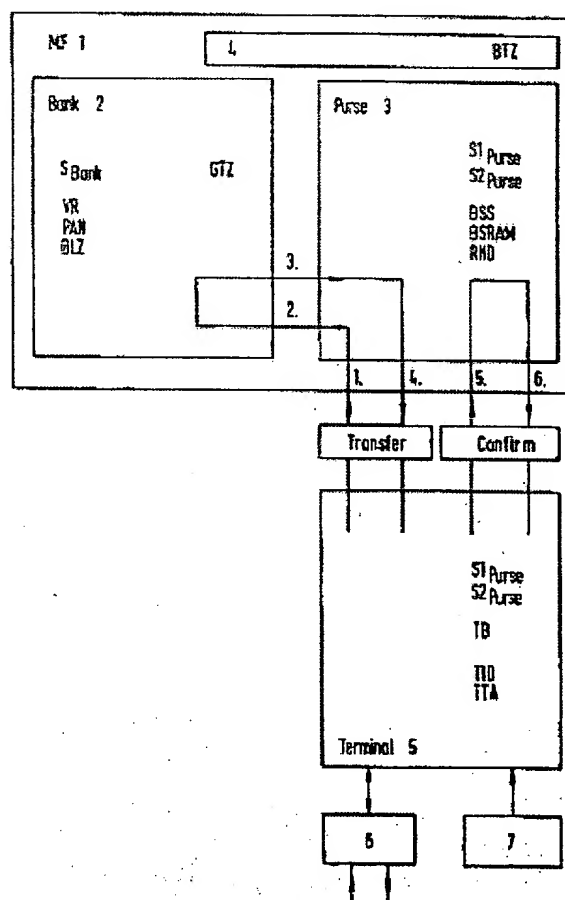 MF 1
4 BTZ
Bank 2
Purse 3
S Bank GTZ
VR
PAN
BLZ
S1 Purse
S2 Purse
BSS
BSRAM
RND
3.
2.
1. 4. 5. 6.
Transfer Confirm
S1 Purse
S2 Purse
TB
TID
TTA
Terminal 5
6 7